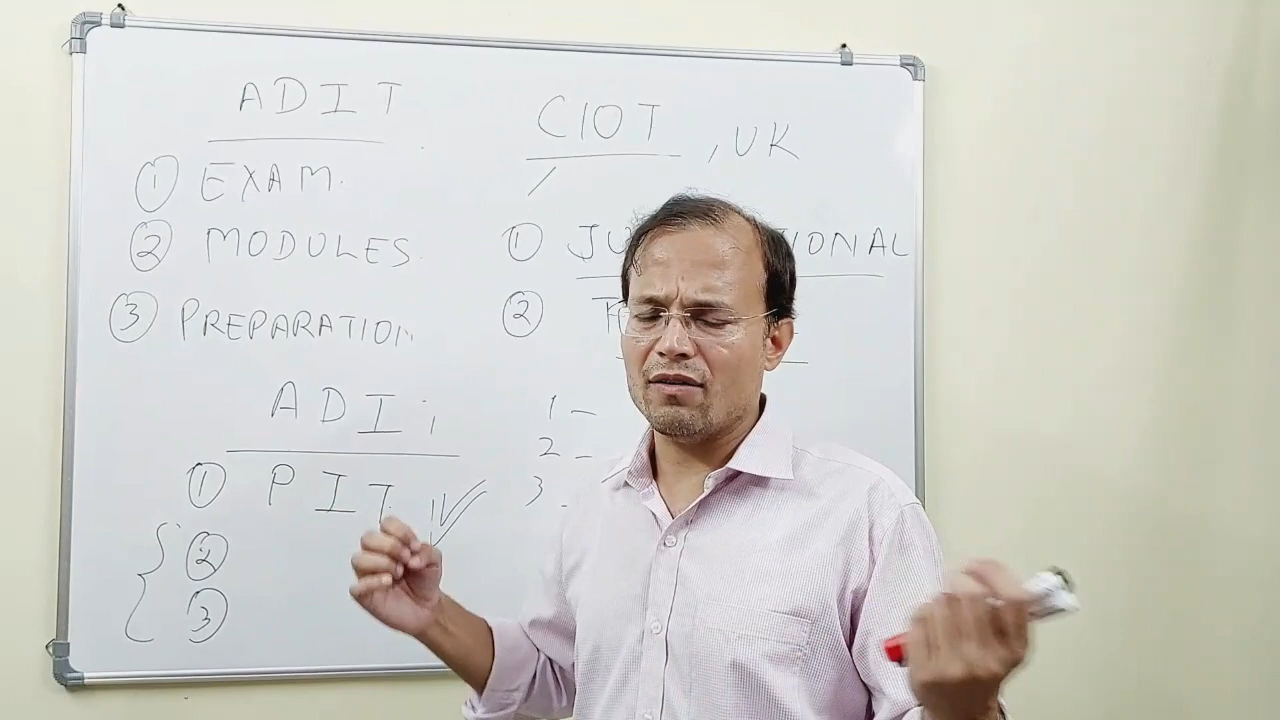 ADIT
① EXAM.
② MODULES
③ PREPARATION
ADIT
① PIT
②
③
CIOT, UK
① JU IONAL
②
1 -
2 -
3 -